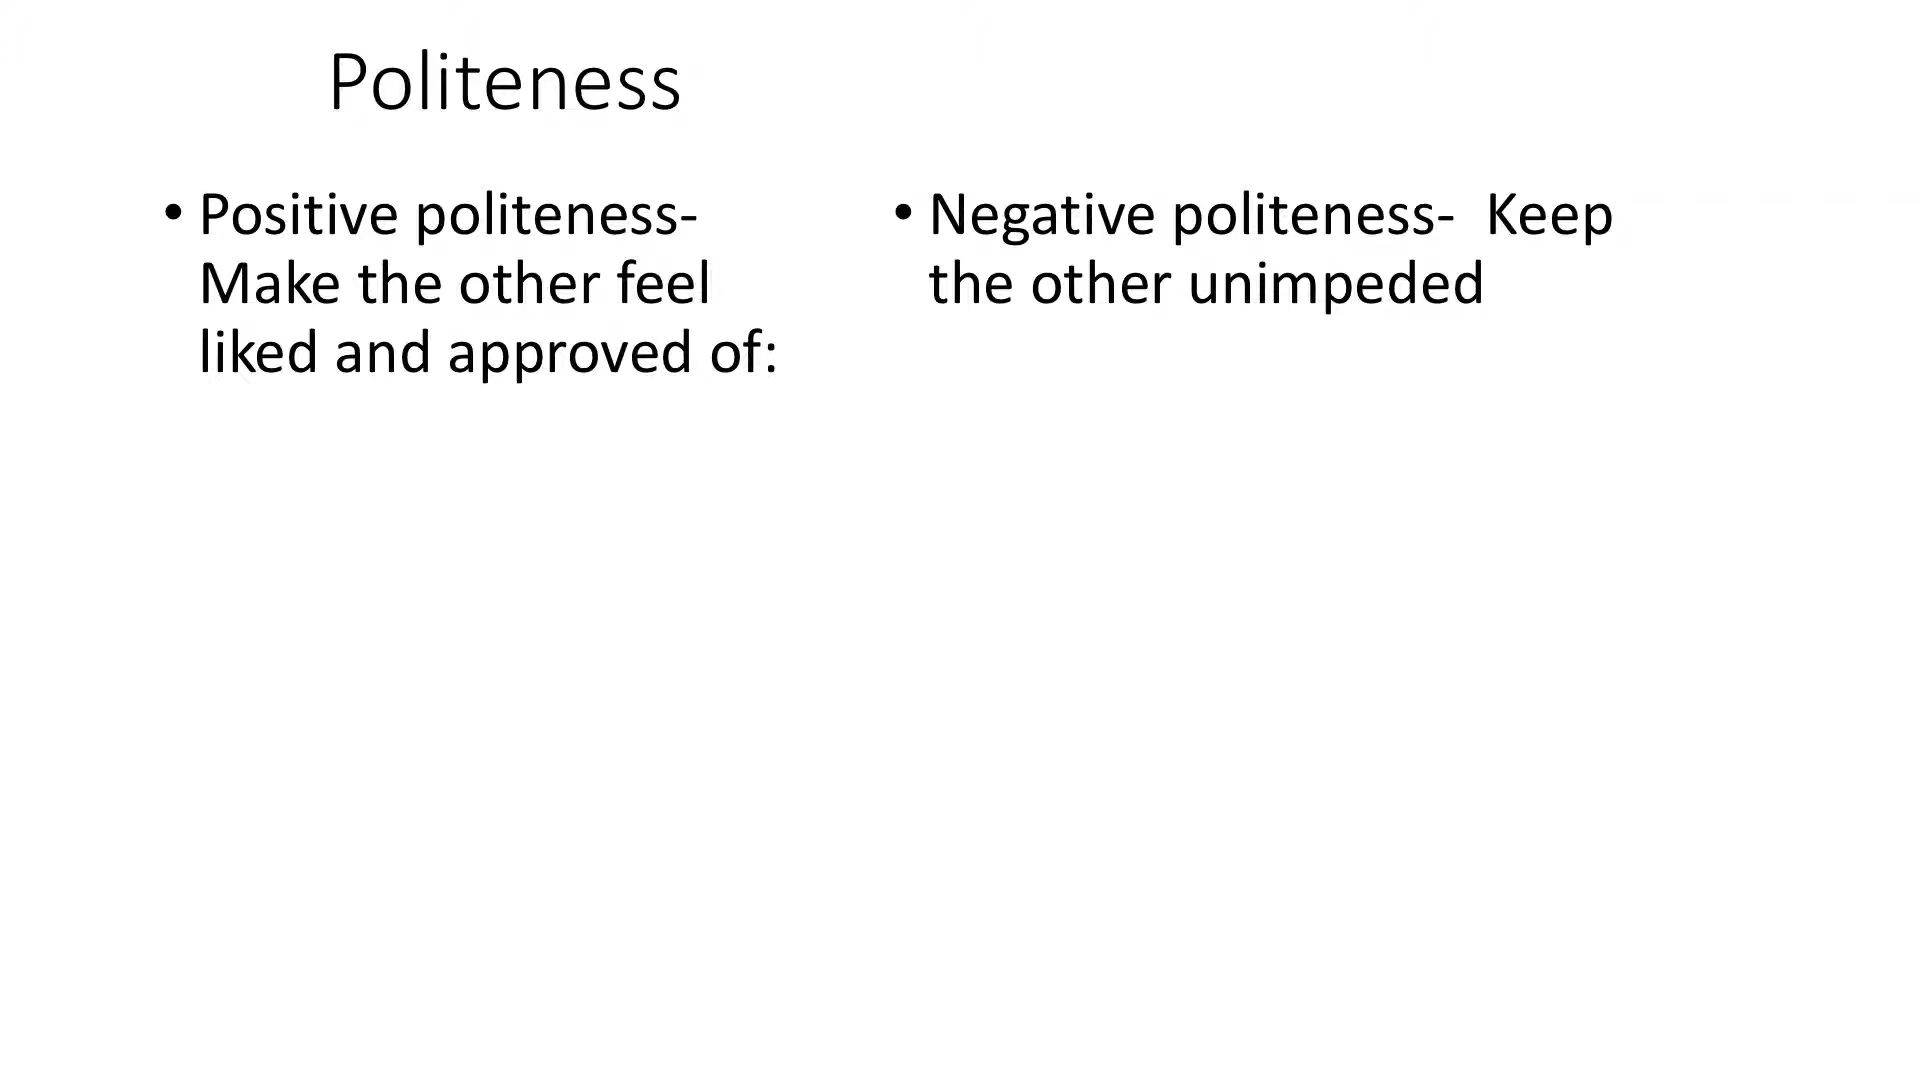 Politeness
• Positive politeness-
Make the other feel
liked and approved of:
• Negative politeness-  Keep
the other unimpeded